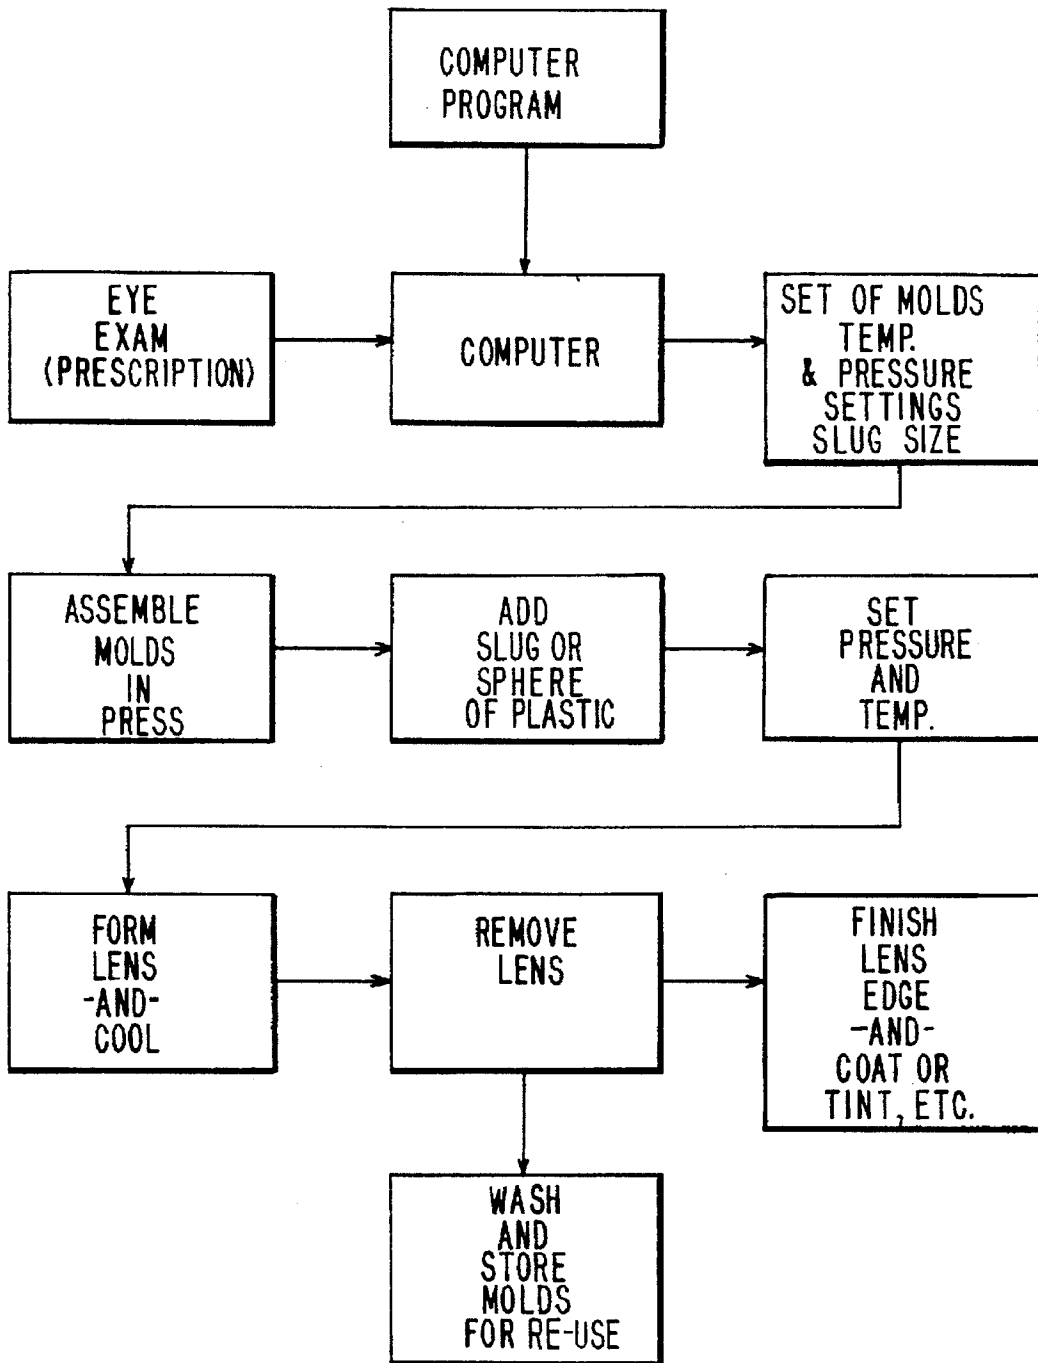 COMPUTER
PROGRAM
EYE
EXAM
(PRESCRIPTION)
COMPUTER
SET OF MOLDS
TEMP.
& PRESSURE
SETTINGS
SLUG SIZE
ASSEMBLE
MOLDS
IN
PRESS
ADD
SLUG OR
SPHERE
OF PLASTIC
SET
PRESSURE
AND
TEMP.
FORM
LENS
-AND-
COOL
REMOVE
LENS
FINISH
LENS
EDGE
-AND-
COAT OR
TINT, ETC.
WASH
AND
STORE
MOLDS
FOR RE-USE